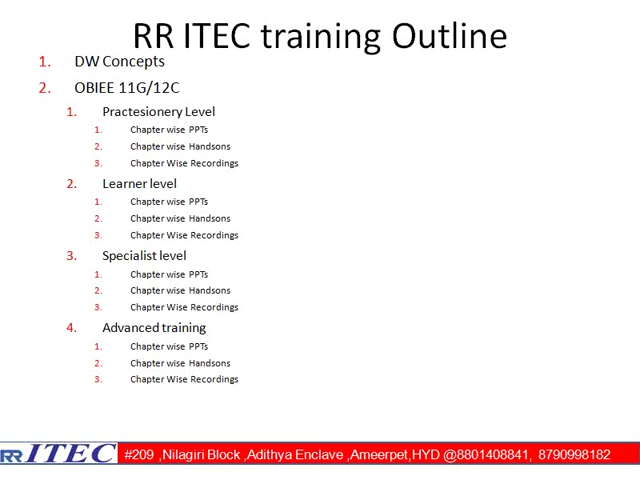 RR ITEC training Outline
1. DW Concepts
2. OBIEE 11G/12C
1. Practesionery Level
1. Chapter wise PPTs
2. Chapter wise Handsons
3. Chapter Wise Recordings
2. Learner level
1. Chapter wise PPTs
2. Chapter wise Handsons
3. Chapter Wise Recordings
3. Specialist level
1. Chapter wise PPTs
2. Chapter wise Handsons
3. Chapter Wise Recordings
4. Advanced training
1. Chapter wise PPTs
2. Chapter wise Handsons
3. Chapter Wise Recordings
RR ITEC #209 ,Nilagiri Block ,Adithya Enclave ,Ameerpet,HYD @8801408841, 8790998182